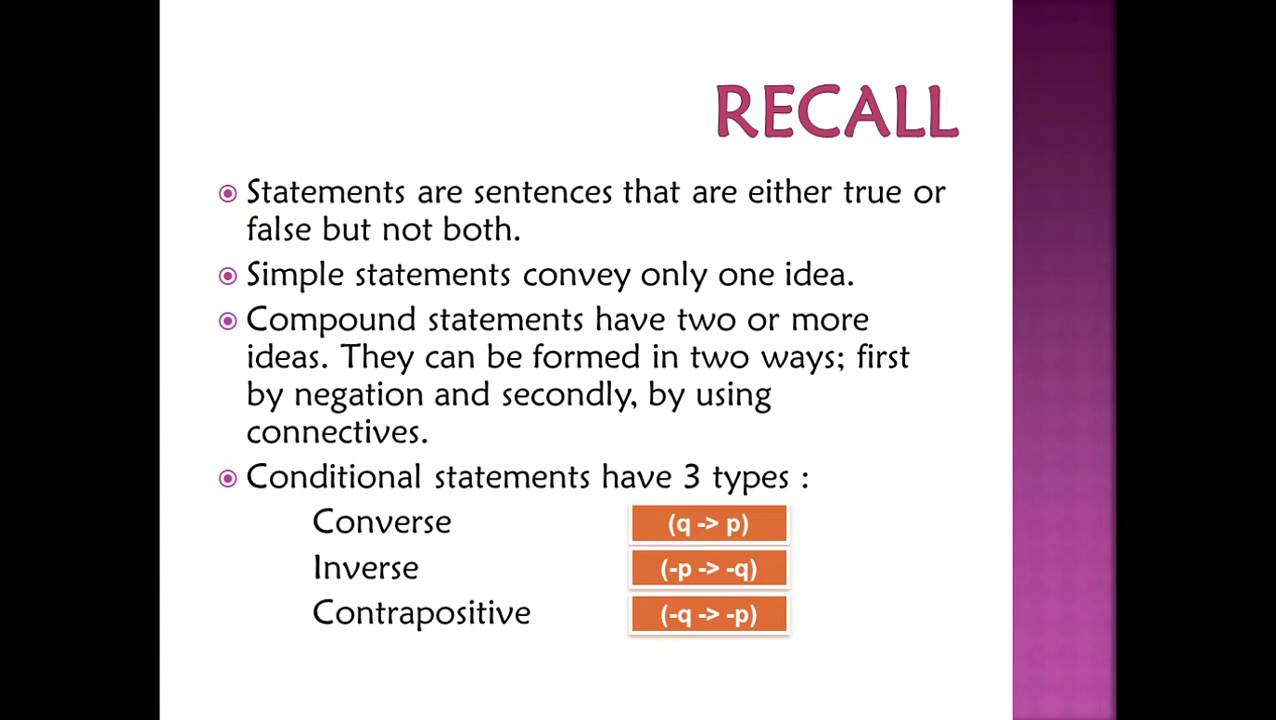 RECALL
Statements are sentences that are either true or
false but not both.
Simple statements convey only one idea.
Compound statements have two or more
ideas. They can be formed in two ways; first
by negation and secondly, by using
connectives.
Conditional statements have 3 types :
Converse (q -> p)
Inverse (-p -> -q)
Contrapositive (-q -> -p)